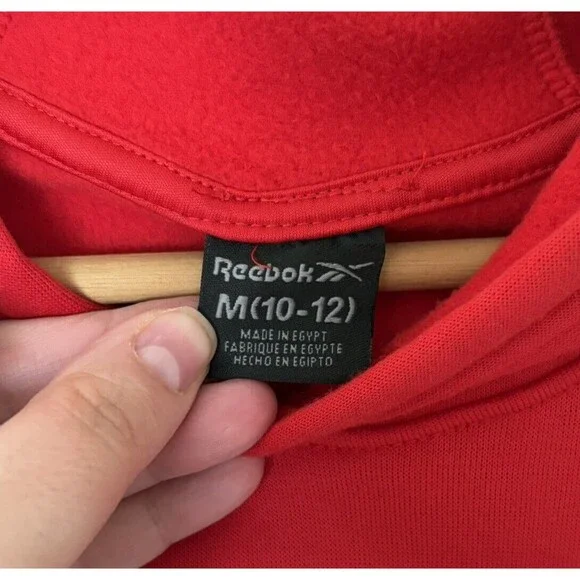 Reebok
M(10-12)
MADE IN EGYPT
FABRIQUE EN EGYPTE
HECHO EN EGIPTO